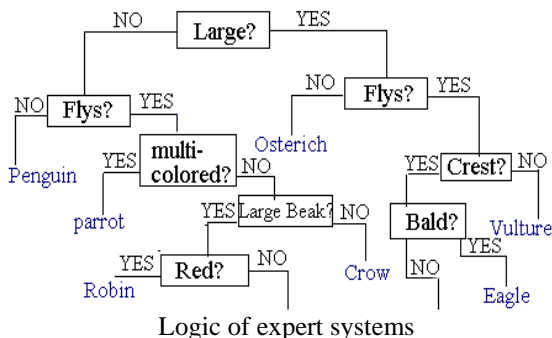 NO Large? YES
NO Flys? YES
NO Flys? YES
Penguin
YES multi-
colored? NO
parrot
Osterich
YES Crest? NO
YES Large Beak? NO
Bald?
Vulture
YES Red? NO
Crow
NO
YES
Robin
Eagle
Logic of expert systems